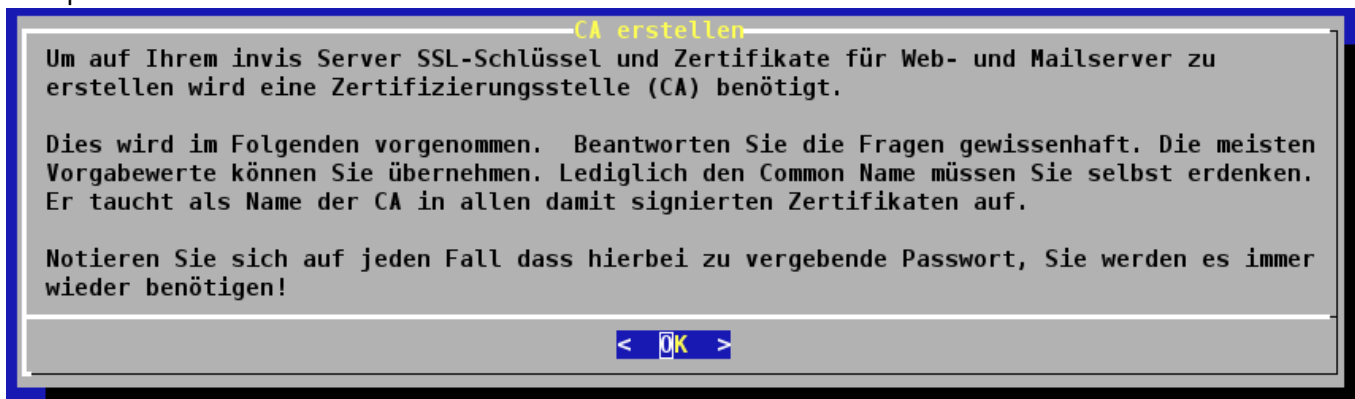 CA erstellen
Um auf Ihrem invis Server SSL-Schlüssel und Zertifikate für Web- und Mailserver zu
erstellen wird eine Zertifizierungsstelle (CA) benötigt.
Dies wird im Folgenden vorgenommen.  Beantworten Sie die Fragen gewissenhaft. Die meisten
Vorgabewerte können Sie übernehmen. Lediglich den Common Name müssen Sie selbst erdenken.
Er taucht als Name der CA in allen damit signierten Zertifikaten auf.
Notieren Sie sich auf jeden Fall dass hierbei zu vergebende Passwort, Sie werden es immer
wieder benötigen!
<  OK  >